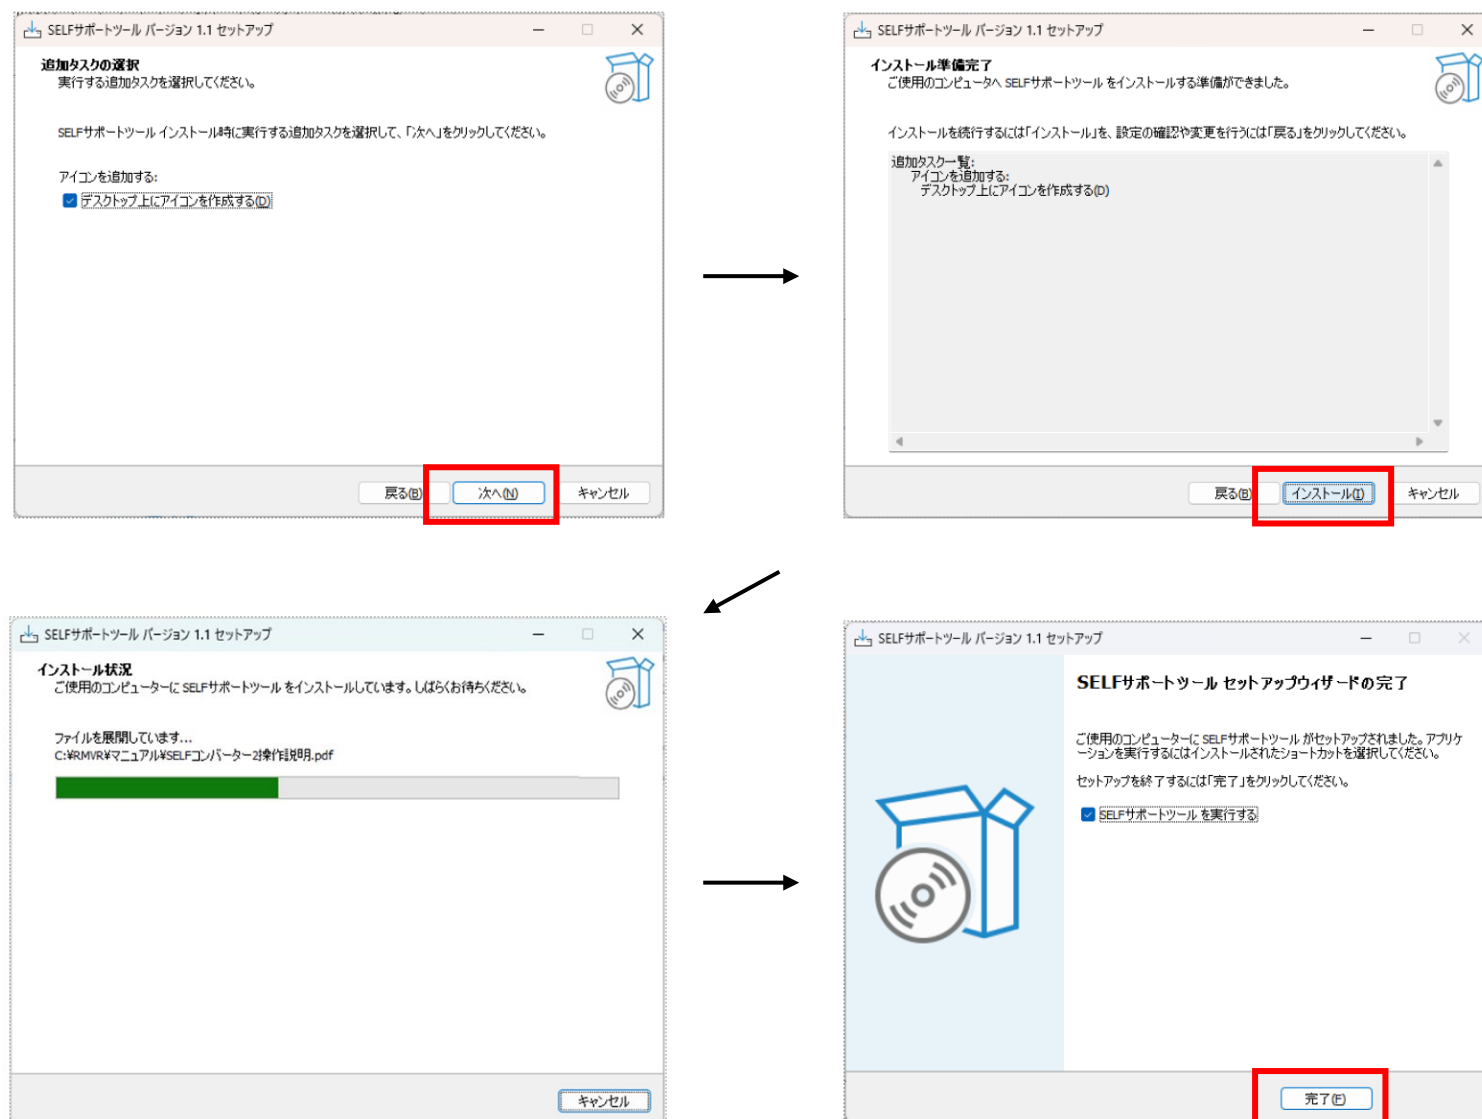 SELFサポートツール バージョン 1.1 セットアップ
追加タスクの選択
実行する追加タスクを選択してください。
SELFサポートツール インストール時に実行する追加タスクを選択して、「次へ」をクリックしてください。
アイコンを追加する:
デスクトップ上にアイコンを作成する(D)
戻る(B)
次へ(N)
キャンセル
SELFサポートツール バージョン 1.1 セットアップ
インストール準備完了
ご使用のコンピュータへ SELFサポートツール をインストールする準備ができました。
インストールを続行するには「インストール」を、設定の確認や変更を行うには「戻る」をクリックしてください。
追加タスク一覧:
アイコンを追加する:
デスクトップ上にアイコンを作成する(D)
戻る(B)
インストール(I)
キャンセル
SELFサポートツール バージョン 1.1 セットアップ
インストール状況
ご使用のコンピューターに SELFサポートツール をインストールしています。しばらくお待ちください。
ファイルを展開しています...
C:¥RMVR¥マニュアル¥SELFコンバーター2操作説明.pdf
キャンセル
SELFサポートツール バージョン 1.1 セットアップ
SELFサポートツール セットアップウィザードの完了
ご使用のコンピューターに SELFサポートツール がセットアップされました。アプリケ
ーションを実行するにはインストールされたショートカットを選択してください。
セットアップを終了するには「完了」をクリックしてください。
SELFサポートツール を実行する
完了(F)